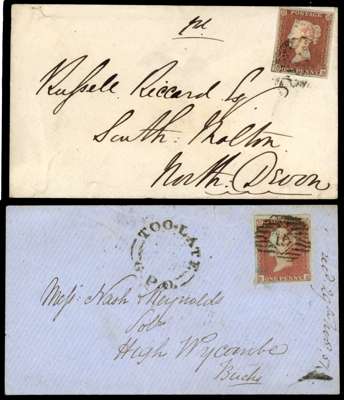 pd.
POSTAGE
ONE PENNY
Russell Riccard Esq
South Molton
North Devon
TOO-LATE
ONE PENNY
Messrs Nash & Reynolds
Solrs
High Wycombe
Bucks